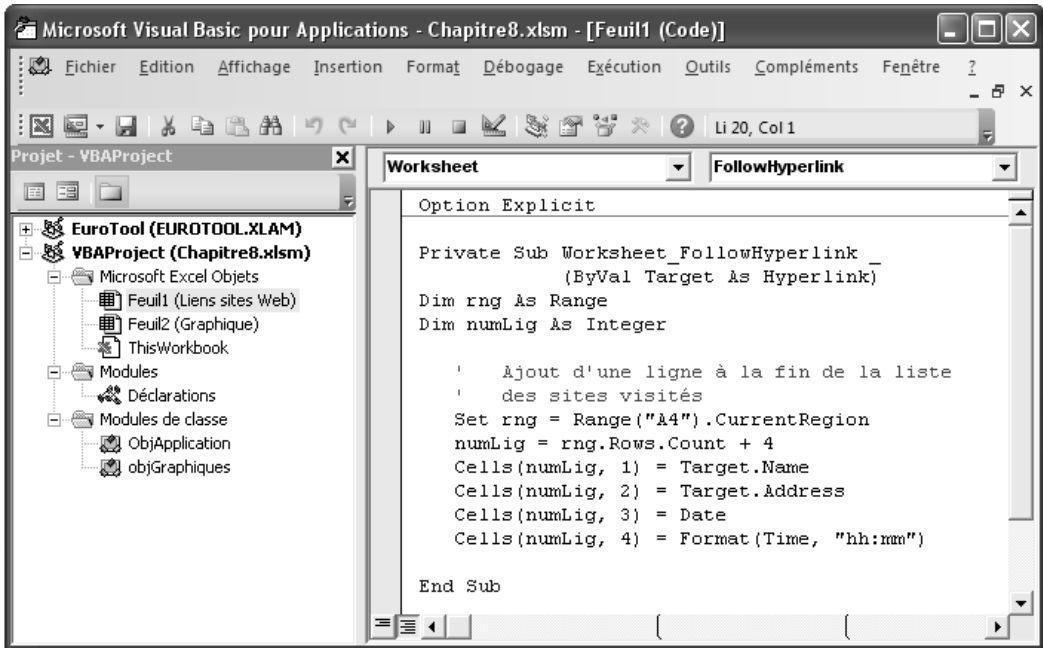 Microsoft Visual Basic pour Applications - Chapitre8.xlsm - [Feuil1 (Code)]
Fichier Edition Affichage Insertion Format Débogage Exécution Outils Compléments Fenêtre ?
Li 20, Col 1
Projet - VBAProject
EuroTool (EUROTOOL.XLAM)
VBAProject (Chapitre8.xlsm)
Microsoft Excel Objets
Feuil1 (Liens sites Web)
Feuil2 (Graphique)
ThisWorkbook
Modules
Déclarations
Modules de classe
ObjApplication
objGraphiques
Worksheet FollowHyperlink
Option Explicit
Private Sub Worksheet_FollowHyperlink _
(ByVal Target As Hyperlink)
Dim rng As Range
Dim numLig As Integer
' Ajout d'une ligne à la fin de la liste
' des sites visités
Set rng = Range("A4").CurrentRegion
numLig = rng.Rows.Count + 4
Cells(numLig, 1) = Target.Name
Cells(numLig, 2) = Target.Address
Cells(numLig, 3) = Date
Cells(numLig, 4) = Format(Time, "hh:mm")
End Sub